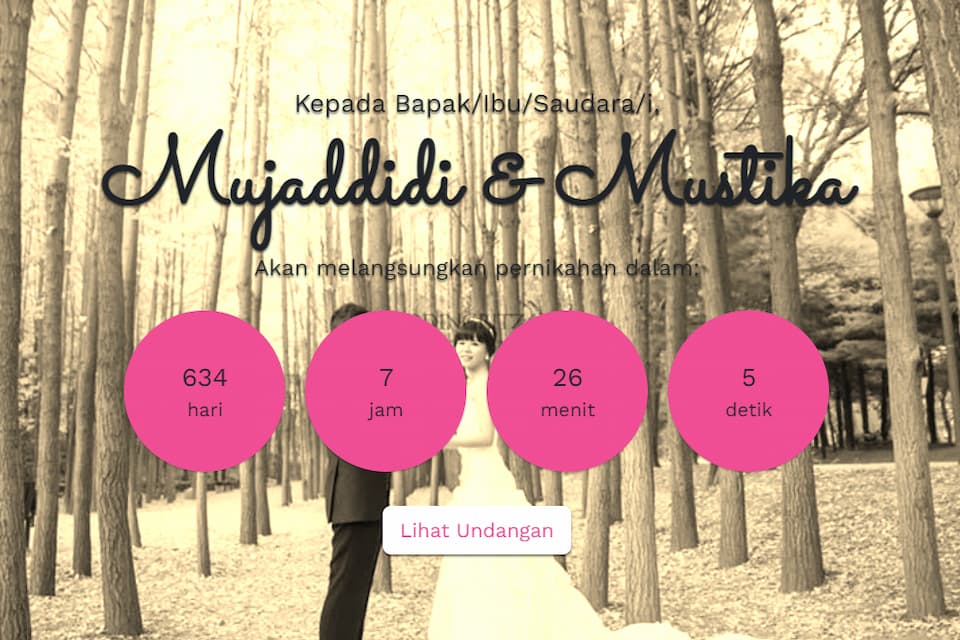 Kepada Bapak/Ibu/Saudara/i,
Mujaddidi & Mustika
Akan melangsungkan pernikahan dalam:
634
hari
7
jam
26
menit
5
detik
Lihat Undangan